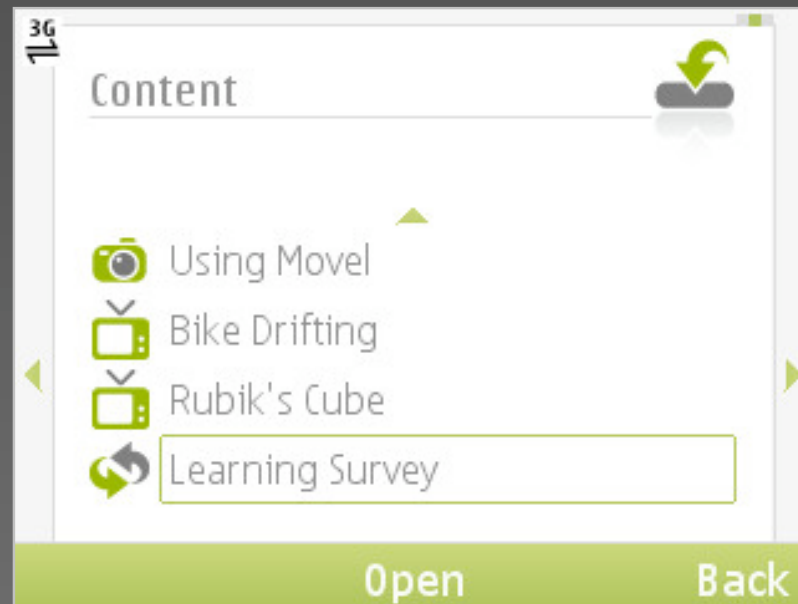 3G
Content
Using Movel
Bike Drifting
Rubik's Cube
Learning Survey
Open Back